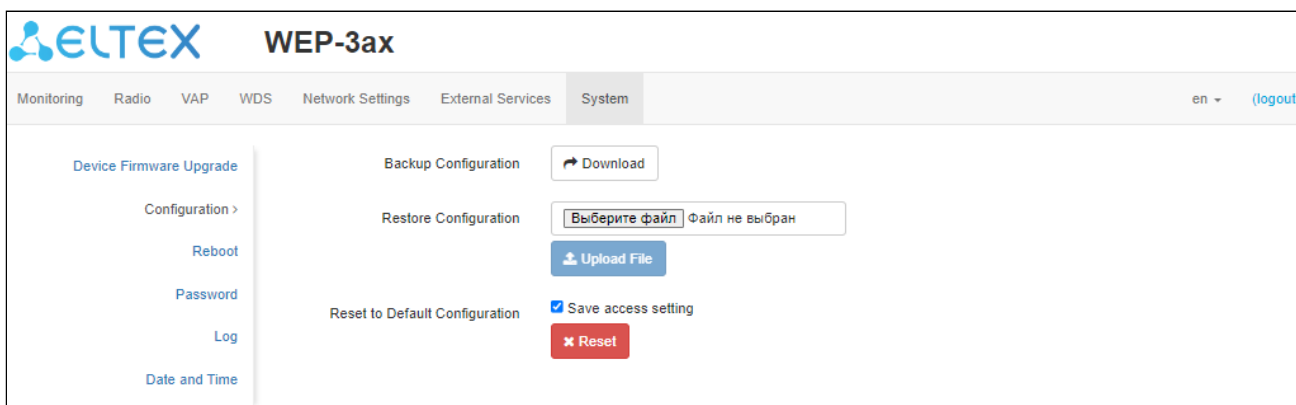 ELTEX WEP-3ax
Monitoring Radio VAP WDS Network Settings External Services System en (logout
Device Firmware Upgrade
Configuration >
Reboot
Password
Log
Date and Time
Backup Configuration Download
Restore Configuration Выберите файл Файл не выбран
Upload File
Reset to Default Configuration Save access setting
Reset